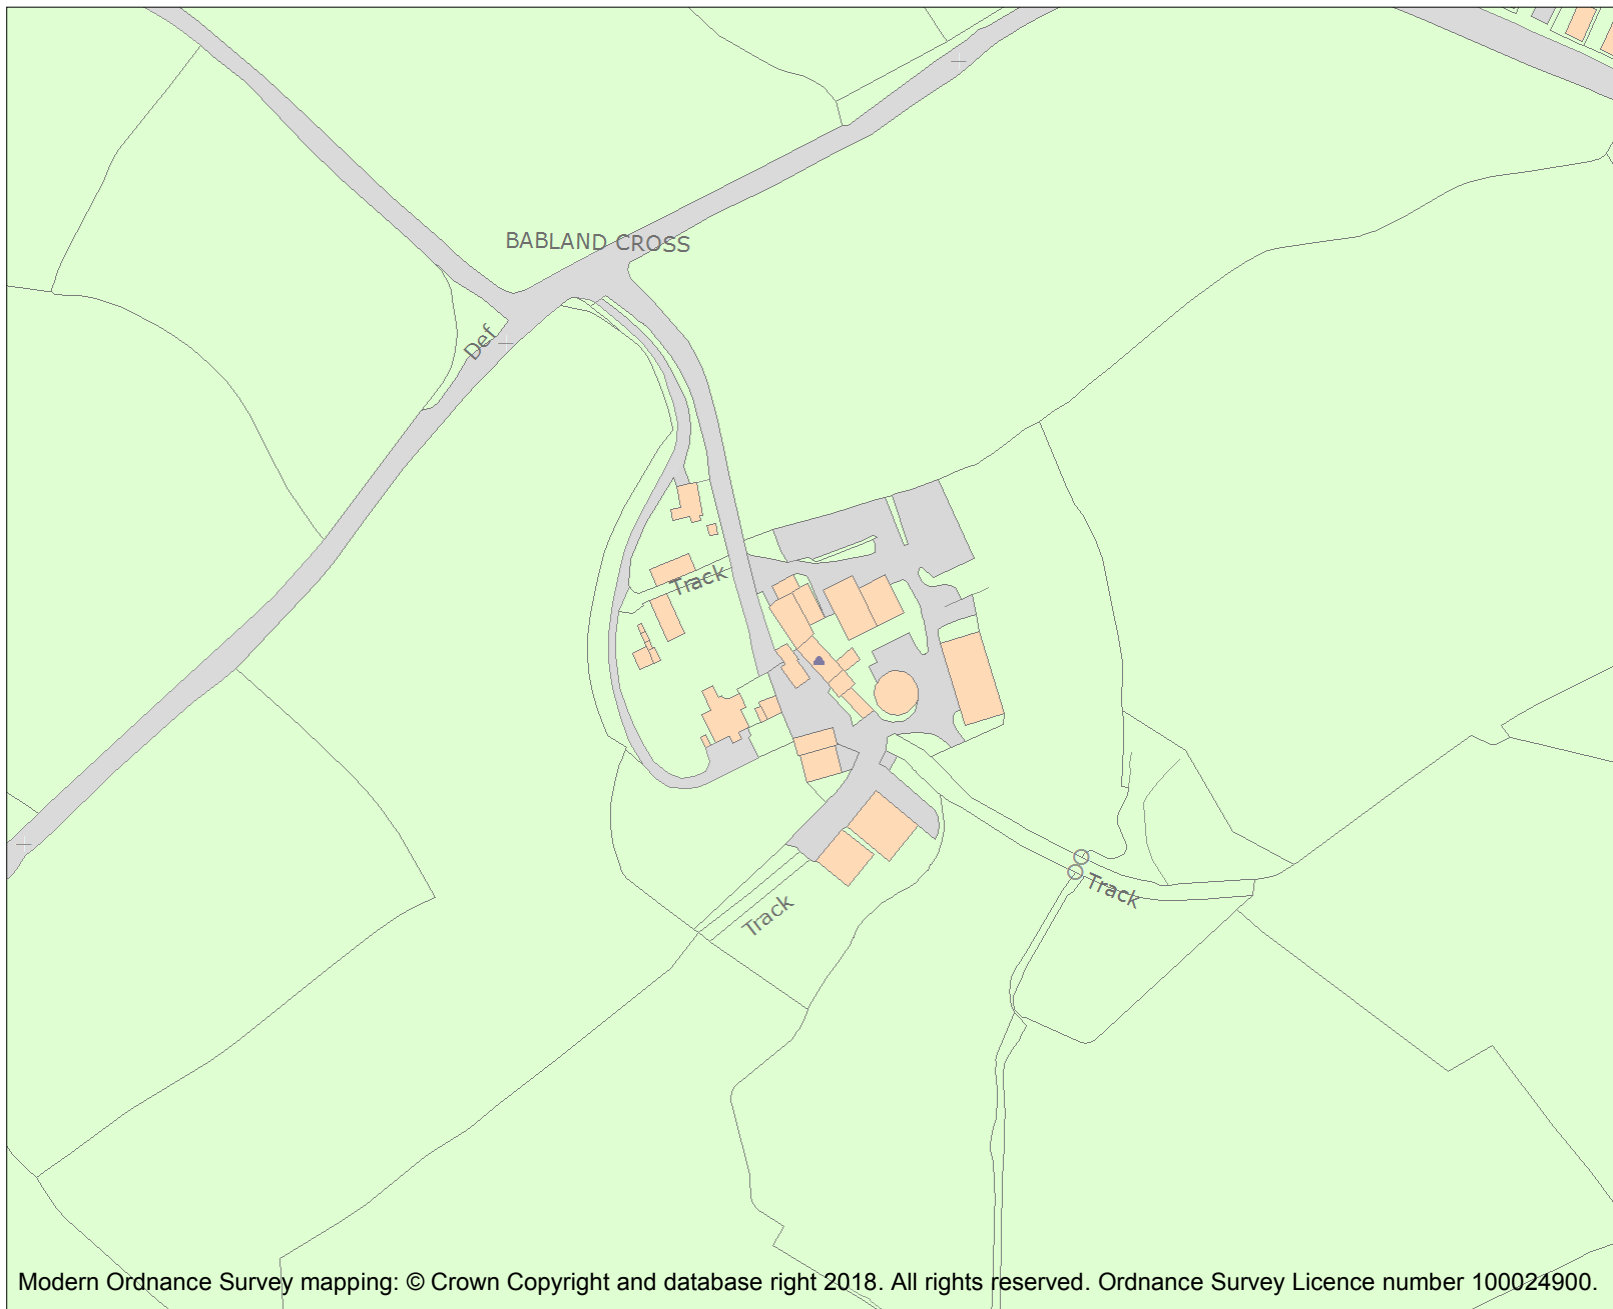 BABLAND CROSS
Def
Track
Track
Track
Modern Ordnance Survey mapping: © Crown Copyright and database right 2018. All rights reserved. Ordnance Survey Licence number 100024900.